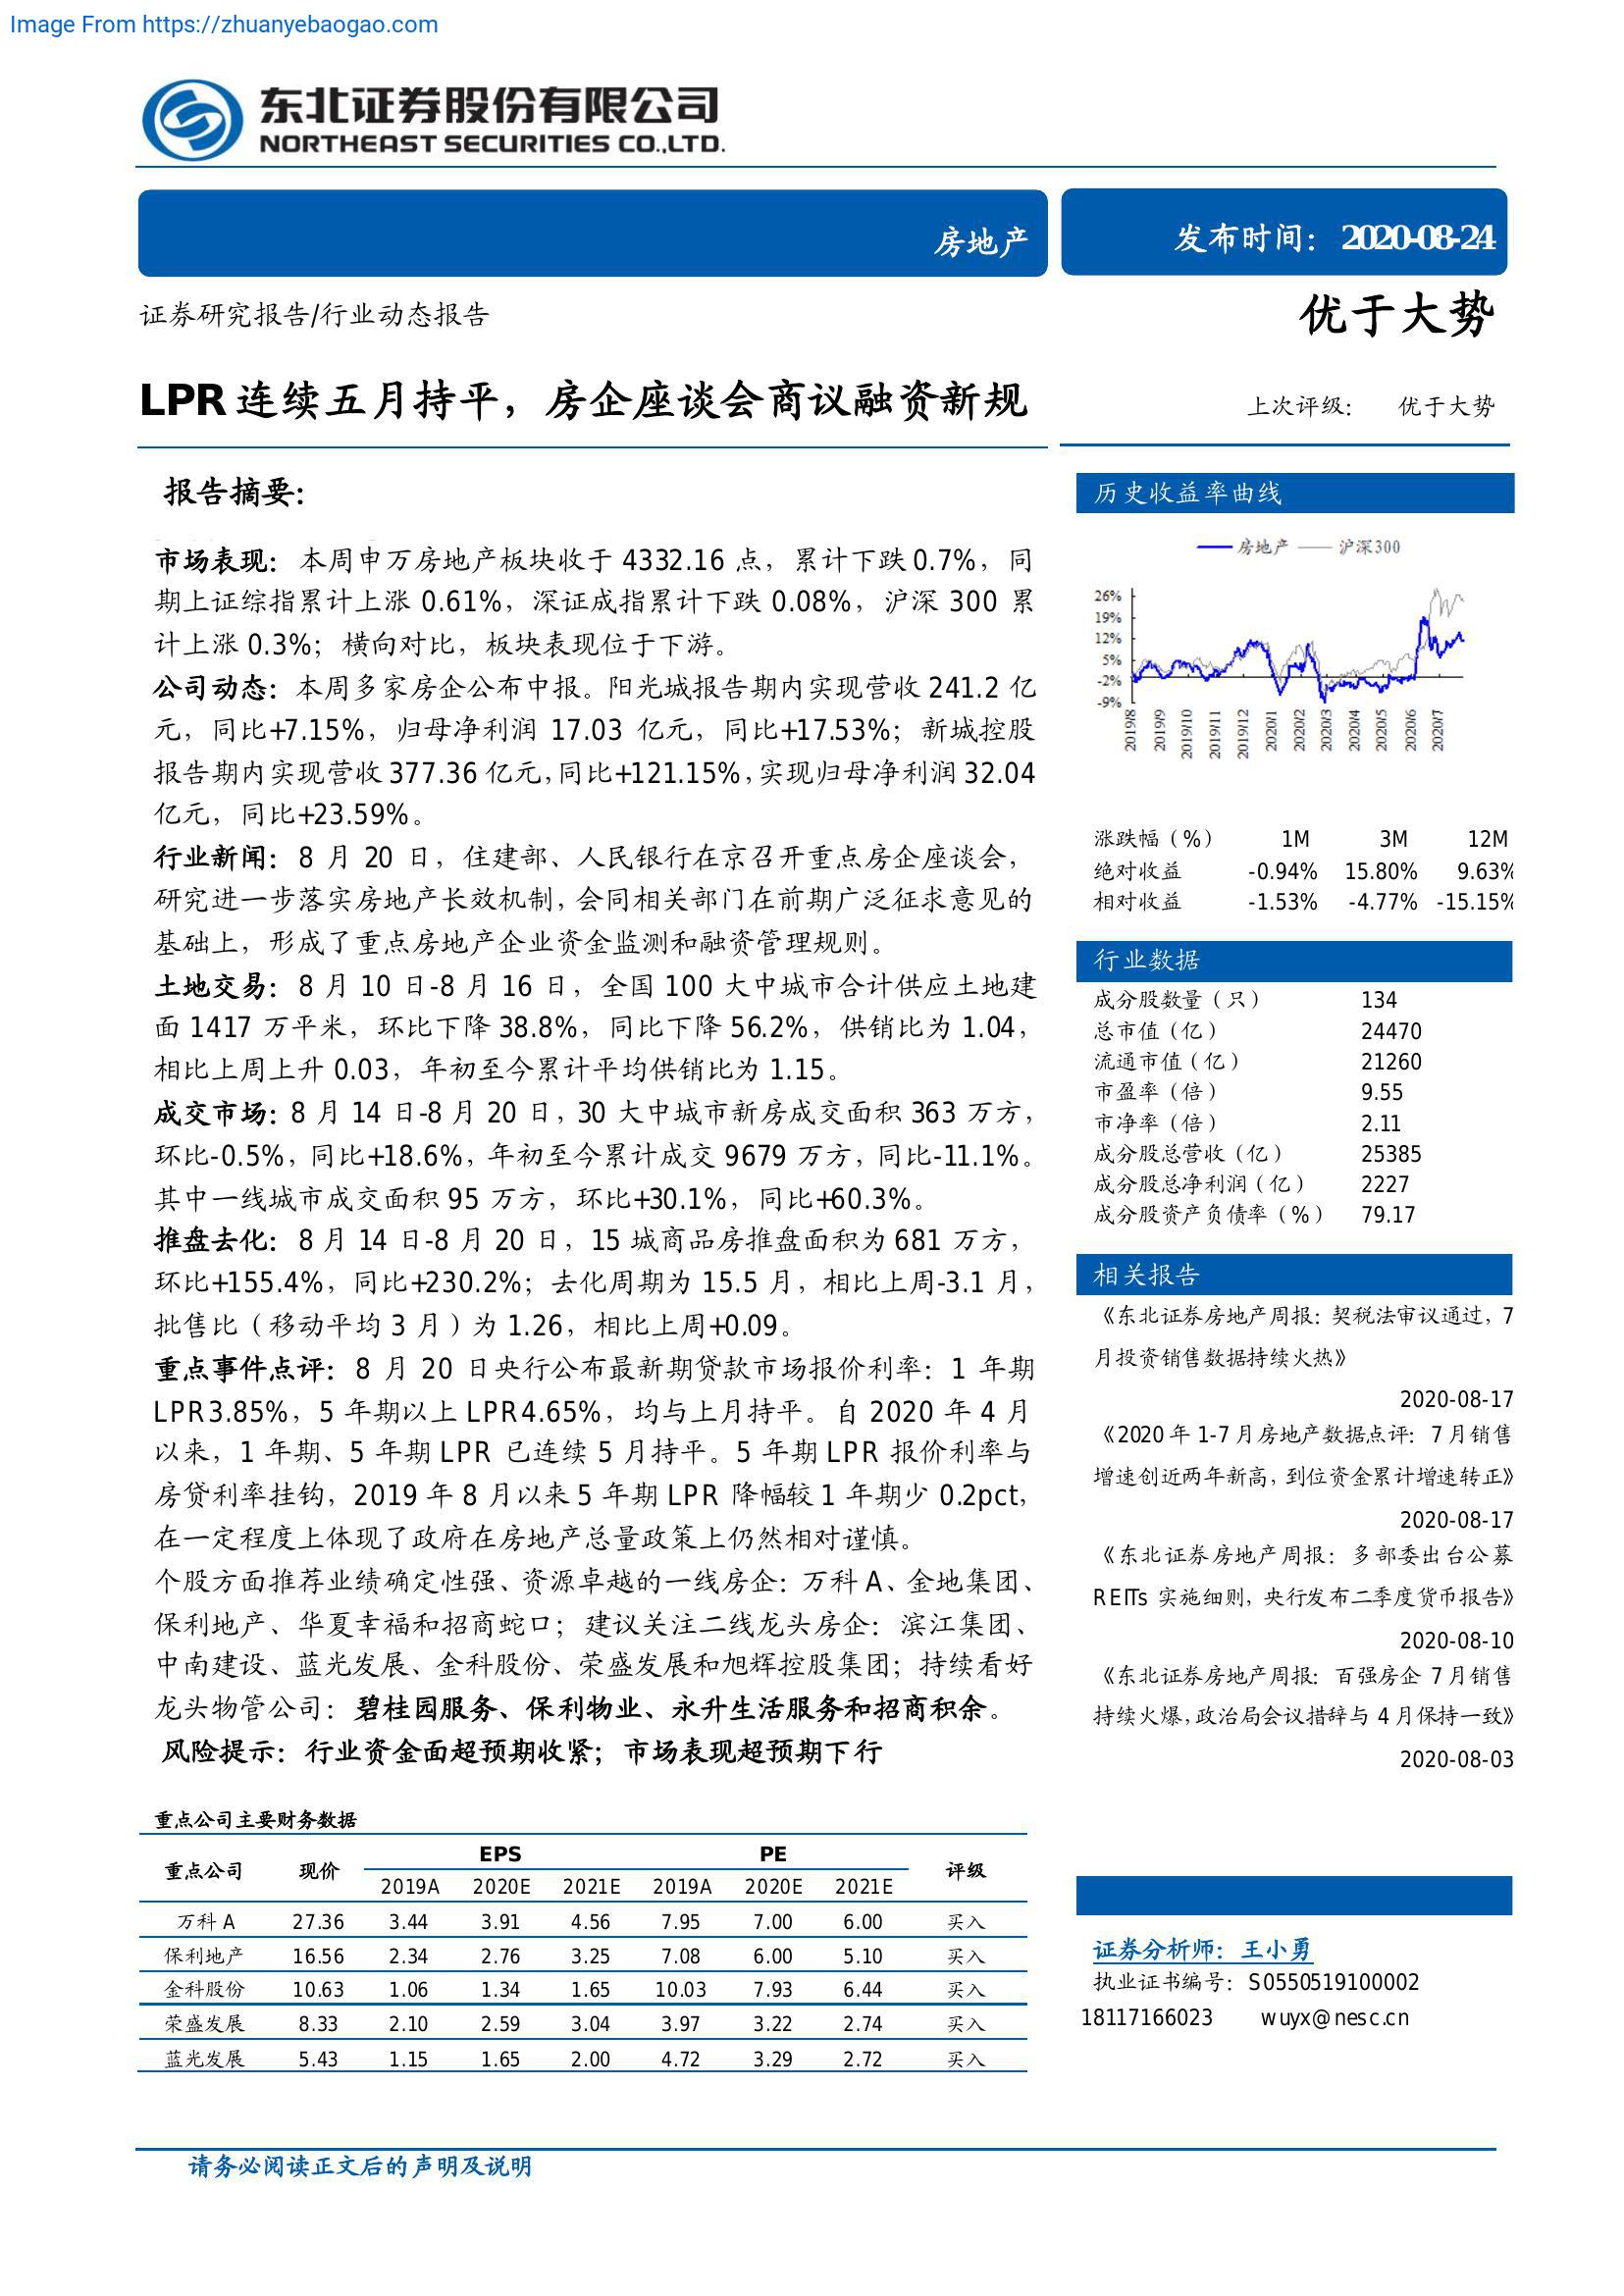 Image From https://zhuanyebaogao.com
东北证券股份有限公司
NORTHEAST SECURITIES CO.,LTD.
房地产
发布时间：2020-08-24
证券研究报告/行业动态报告
优于大势
LPR 连续五月持平，房企座谈会商议融资新规
上次评级： 优于大势
报告摘要：
市场表现：本周申万房地产板块收于 4332.16 点，累计下跌 0.7%，同
期上证综指累计上涨 0.61%，深证成指累计下跌 0.08%，沪深 300 累
计上涨 0.3%；横向对比，板块表现位于下游。
公司动态：本周多家房企公布中报。阳光城报告期内实现营收 241.2 亿
元，同比+7.15%，归母净利润 17.03 亿元，同比+17.53%；新城控股
报告期内实现营收 377.36 亿元，同比+121.15%，实现归母净利润 32.04
亿元，同比+23.59%。
行业新闻：8 月 20 日，住建部、人民银行在京召开重点房企座谈会，
研究进一步落实房地产长效机制，会同相关部门在前期广泛征求意见的
基础上，形成了重点房地产企业资金监测和融资管理规则。
土地交易：8 月 10 日-8 月 16 日，全国 100 大中城市合计供应土地建
面 1417 万平米，环比下降 38.8%，同比下降 56.2%，供销比为 1.04，
相比上周上升 0.03，年初至今累计平均供销比为 1.15。
成交市场：8 月 14 日-8 月 20 日，30 大中城市新房成交面积 363 万方，
环比-0.5%，同比+18.6%，年初至今累计成交 9679 万方，同比-11.1%。
其中一线城市成交面积 95 万方，环比+30.1%，同比+60.3%。
推盘去化：8 月 14 日-8 月 20 日，15 城商品房推盘面积为 681 万方，
环比+155.4%，同比+230.2%；去化周期为 15.5 月，相比上周-3.1 月，
批售比（移动平均 3 月）为 1.26，相比上周+0.09。
重点事件点评：8 月 20 日央行公布最新期贷款市场报价利率：1 年期
LPR3.85%，5 年期以上 LPR4.65%，均与上月持平。自 2020 年 4 月
以来，1 年期、5 年期 LPR 已连续 5 月持平。5 年期 LPR 报价利率与
房贷利率挂钩，2019 年 8 月以来 5 年期 LPR 降幅较 1 年期少 0.2pct，
在一定程度上体现了政府在房地产总量政策上仍然相对谨慎。
个股方面推荐业绩确定性强、资源卓越的一线房企：万科 A、金地集团、
保利地产、华夏幸福和招商蛇口；建议关注二线龙头房企：滨江集团、
中南建设、蓝光发展、金科股份、荣盛发展和旭辉控股集团；持续看好
龙头物管公司：碧桂园服务、保利物业、永升生活服务和招商积余。
风险提示：行业资金面超预期收紧；市场表现超预期下行
重点公司主要财务数据
重点公司 现价 EPS PE 评级
2019A 2020E 2021E 2019A 2020E 2021E
万科 A 27.36 3.44 3.91 4.56 7.95 7.00 6.00 买入
保利地产 16.56 2.34 2.76 3.25 7.08 6.00 5.10 买入
金科股份 10.63 1.06 1.34 1.65 10.03 7.93 6.44 买入
荣盛发展 8.33 2.10 2.59 3.04 3.97 3.22 2.74 买入
蓝光发展 5.43 1.15 1.65 2.00 4.72 3.29 2.72 买入
历史收益率曲线
房地产 沪深300
26%
19%
12%
5%
-2%
-9%
2019/8 2019/9 2019/10 2019/11 2019/12 2020/1 2020/2 2020/3 2020/4 2020/5 2020/6 2020/7
涨跌幅（%） 1M 3M 12M
绝对收益 -0.94% 15.80% 9.63%
相对收益 -1.53% -4.77% -15.15%
行业数据
成分股数量（只） 134
总市值（亿） 24470
流通市值（亿） 21260
市盈率（倍） 9.55
市净率（倍） 2.11
成分股总营收（亿） 25385
成分股总净利润（亿） 2227
成分股资产负债率（%） 79.17
相关报告
《东北证券房地产周报：契税法审议通过，7
月投资销售数据持续火热》
2020-08-17
《2020 年 1-7 月房地产数据点评：7 月销售
增速创近两年新高，到位资金累计增速转正》
2020-08-17
《东北证券房地产周报：多部委出台公募
REITs 实施细则，央行发布二季度货币报告》
2020-08-10
《东北证券房地产周报：百强房企 7 月销售
持续火爆，政治局会议措辞与 4 月保持一致》
2020-08-03
证券分析师：王小勇
执业证书编号：S0550519100002
18117166023 wuyx@nesc.cn
请务必阅读正文后的声明及说明